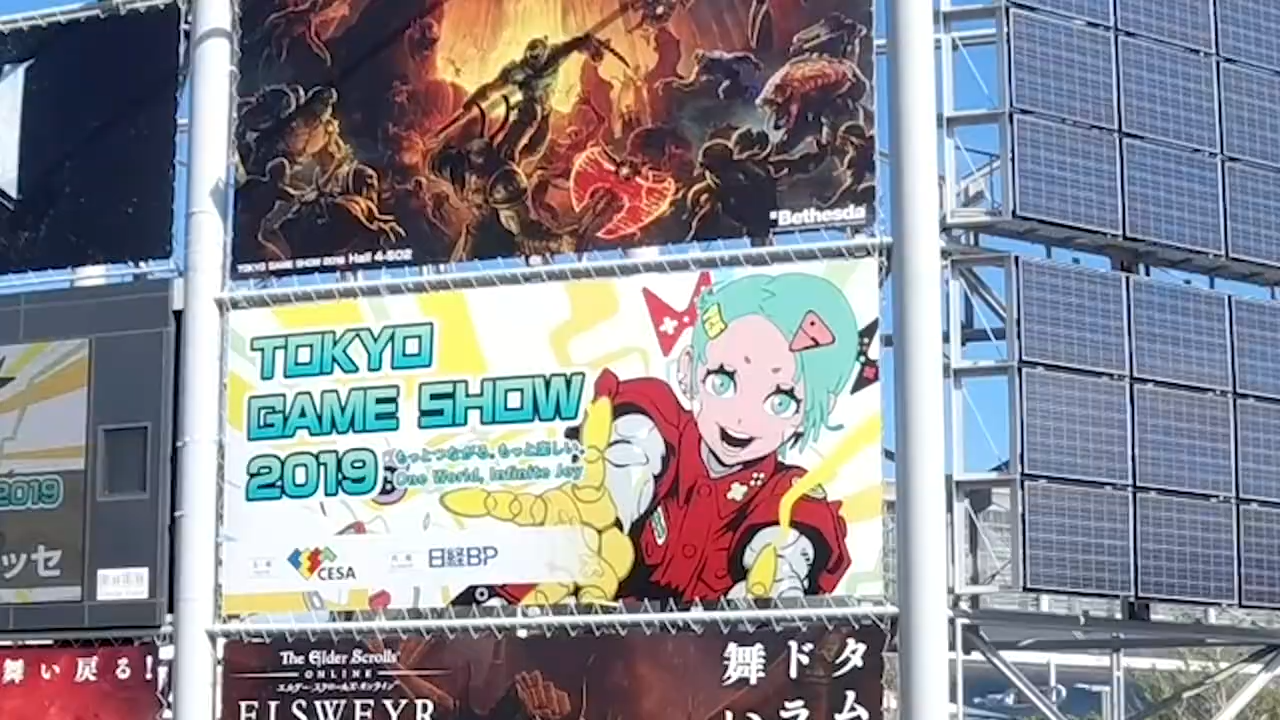 Bethesda
TOKYO GAME SHOW 2019 Hall 4-S02
TOKYO
GAME SHOW
2019
もっとつながる、もっと楽しい。
One World, Infinite Joy
CESA
日経BP
2019
ッセ
舞い戻る!
The Elder Scrolls
ONLINE
エルダー・スクロールズ・オンライン
ELSWEYR
タム
ドラ
舞い